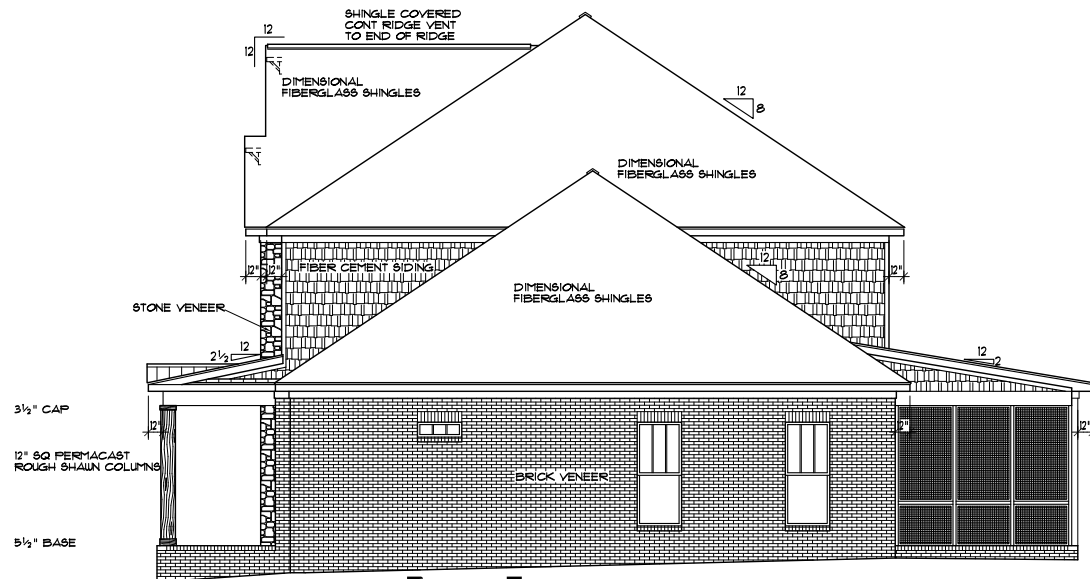 SHINGLE COVERED
CONT RIDGE VENT
TO END OF RIDGE
12
12
DIMENSIONAL
FIBERGLASS SHINGLES
12
8
DIMENSIONAL
FIBERGLASS SHINGLES
12"
12"
FIBER CEMENT SIDING
12
8
12"
DIMENSIONAL
FIBERGLASS SHINGLES
STONE VENEER
12
2½
12
2
3½" CAP
12"
12"
12"
12" SQ PERMACAST
ROUGH SHAWN COLUMNS
BRICK VENEER
5½" BASE